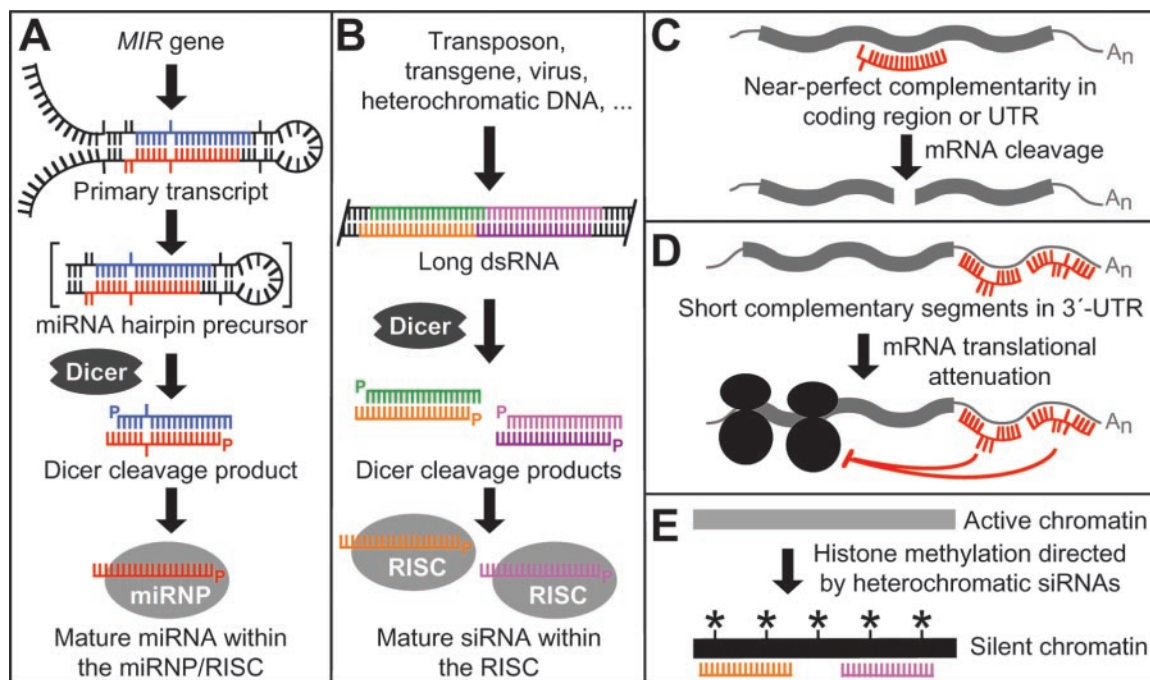 A
MIR gene
Primary transcript
miRNA hairpin precursor
Dicer
P
P
Dicer cleavage product
P
miRNP
Mature miRNA within
the miRNP/RISC
B
Transposon,
transgene, virus,
heterochromatic DNA, ...
Long dsRNA
Dicer
P
P
P
P
Dicer cleavage products
P
RISC
P
RISC
Mature siRNA within
the RISC
C
An
Near-perfect complementarity in
coding region or UTR
mRNA cleavage
An
D
An
Short complementary segments in 3´-UTR
mRNA translational
attenuation
An
E
Active chromatin
Histone methylation directed
by heterochromatic siRNAs
* * * * *
Silent chromatin